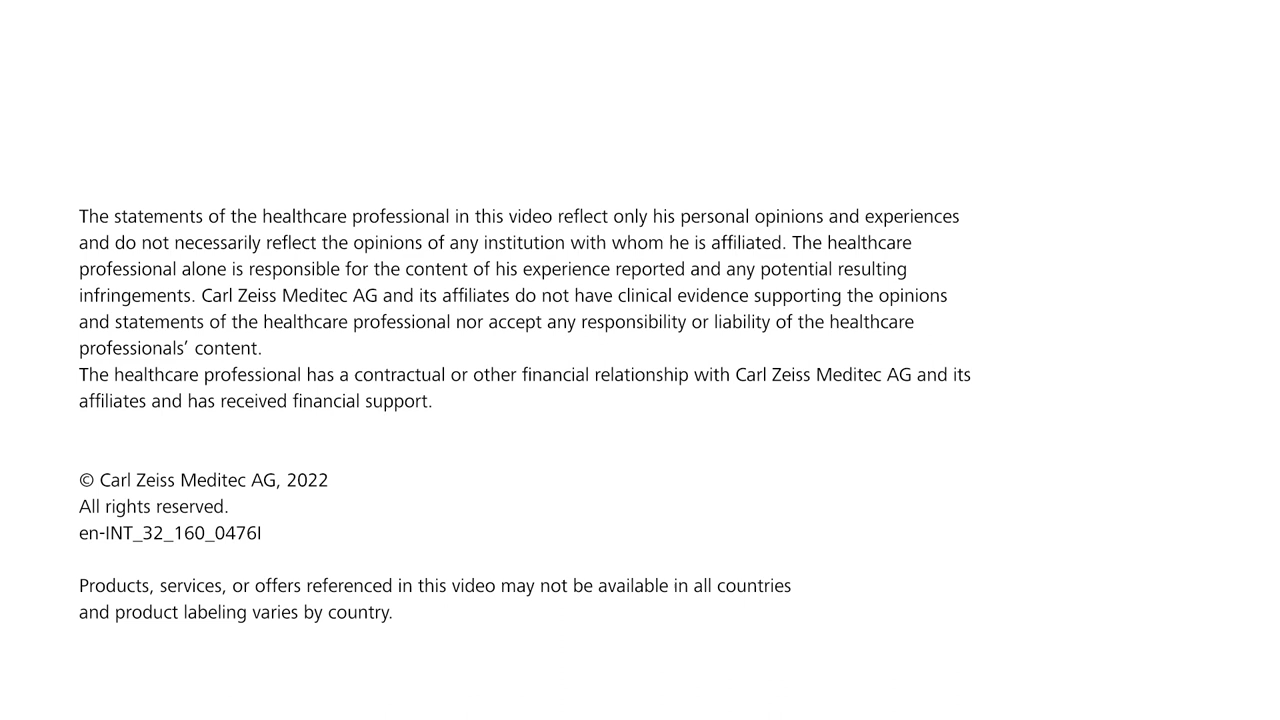 The statements of the healthcare professional in this video reflect only his personal opinions and experiences
and do not necessarily reflect the opinions of any institution with whom he is affiliated. The healthcare
professional alone is responsible for the content of his experience reported and any potential resulting
infringements. Carl Zeiss Meditec AG and its affiliates do not have clinical evidence supporting the opinions
and statements of the healthcare professional nor accept any responsibility or liability of the healthcare
professionals’ content.
The healthcare professional has a contractual or other financial relationship with Carl Zeiss Meditec AG and its
affiliates and has received financial support.
© Carl Zeiss Meditec AG, 2022
All rights reserved.
en-INT_32_160_0476I
Products, services, or offers referenced in this video may not be available in all countries
and product labeling varies by country.